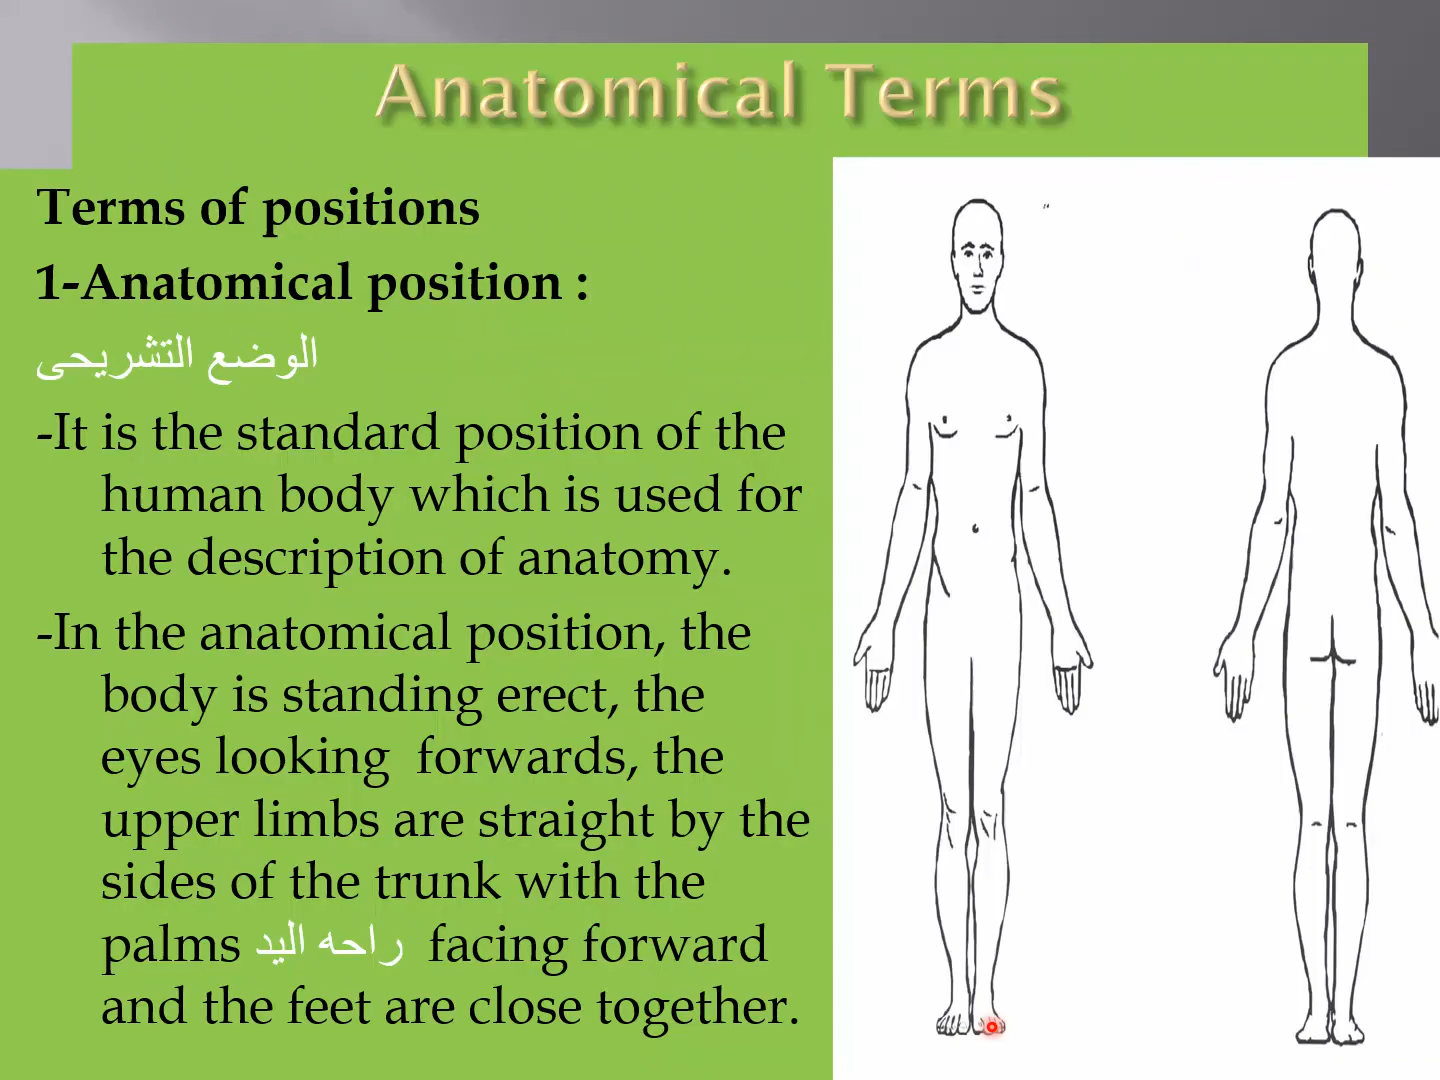 Anatomical Terms
Terms of positions
1-Anatomical position :
الوضع التشريحى
-It is the standard position of the
human body which is used for
the description of anatomy.
-In the anatomical position, the
body is standing erect, the
eyes looking  forwards, the
upper limbs are straight by the
sides of the trunk with the
palms راحه اليد  facing forward
and the feet are close together.